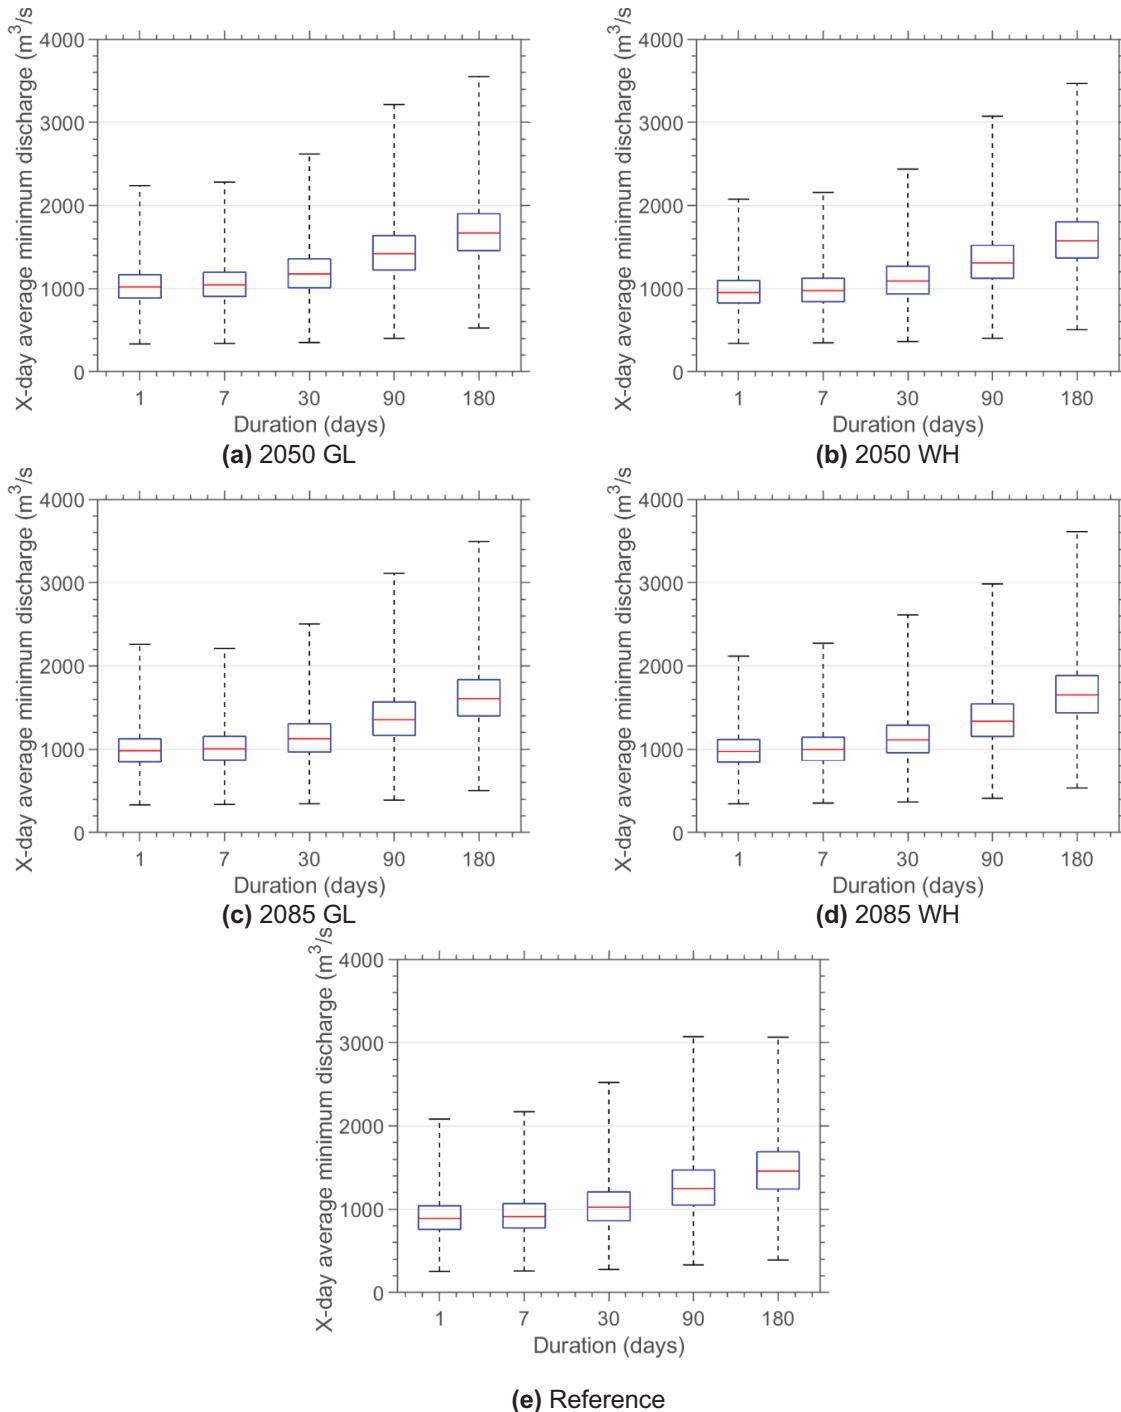 X-day average minimum discharge (m³/s
4000
3000
2000
1000
0
1 7 30 90 180
Duration (days)
(a) 2050 GL
X-day average minimum discharge (m³/s
4000
3000
2000
1000
0
1 7 30 90 180
Duration (days)
(b) 2050 WH
X-day average minimum discharge (m³/s
4000
3000
2000
1000
0
1 7 30 90 180
Duration (days)
(c) 2085 GL
X-day average minimum discharge (m³/s
4000
3000
2000
1000
0
1 7 30 90 180
Duration (days)
(d) 2085 WH
X-day average minimum discharge (m³/s
4000
3000
2000
1000
0
1 7 30 90 180
Duration (days)
(e) Reference